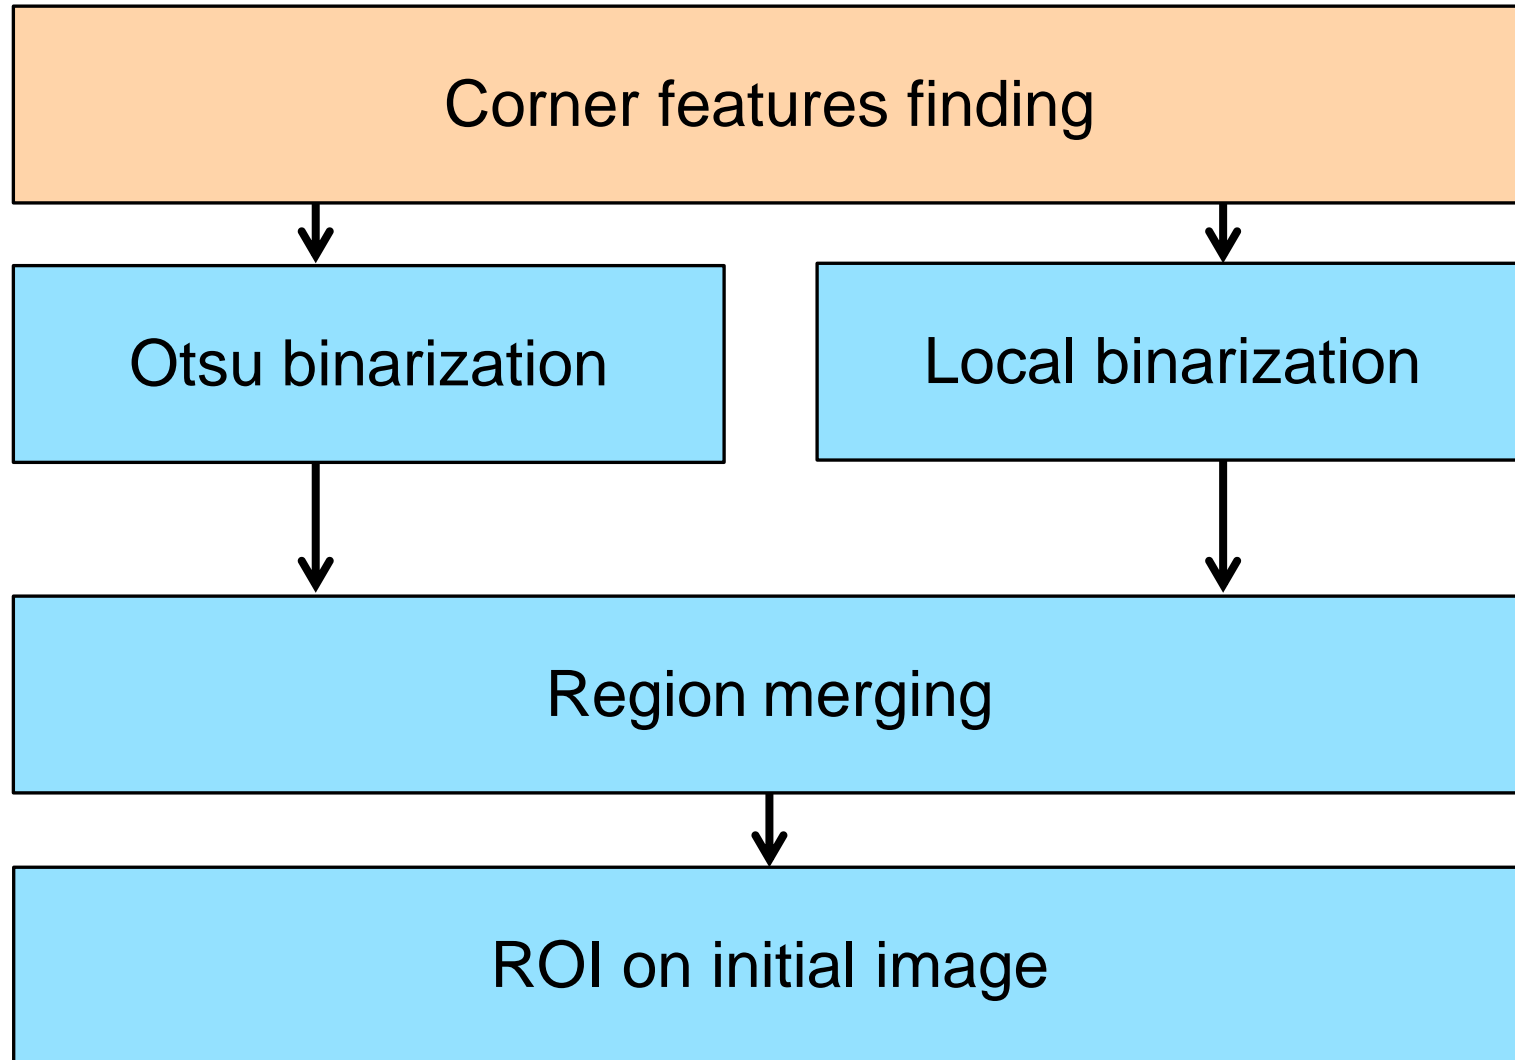 Corner features finding
Otsu binarization
Local binarization
Region merging
ROI on initial image